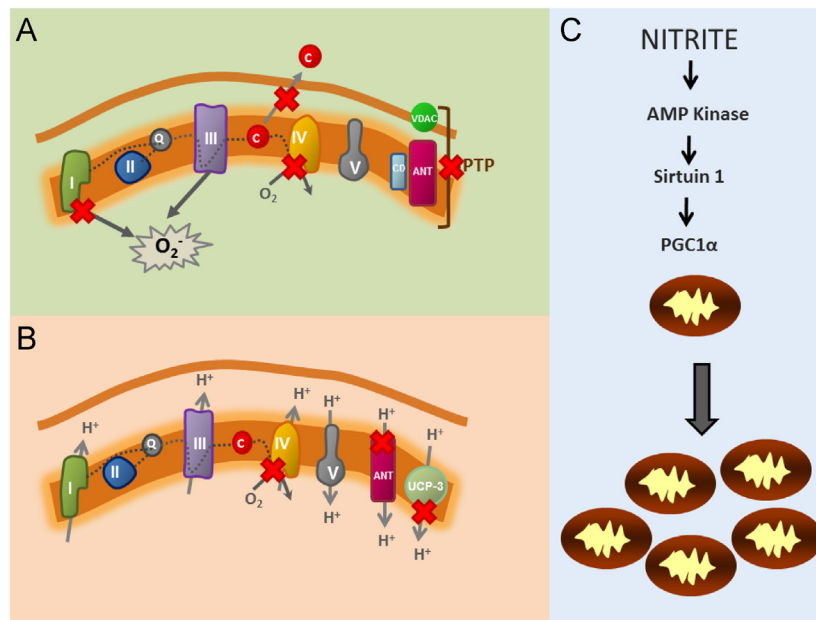 A
C
VDAC
Q
III
C
IV
I
II
V
CD
ANT
PTP
O₂
O₂⁻
B
H⁺
H⁺
H⁺
H⁺
H⁺
H⁺
Q
III
C
IV
I
II
V
ANT
UCP-3
O₂
H⁺
H⁺
H⁺
C
NITRITE
AMP Kinase
Sirtuin 1
PGC1α